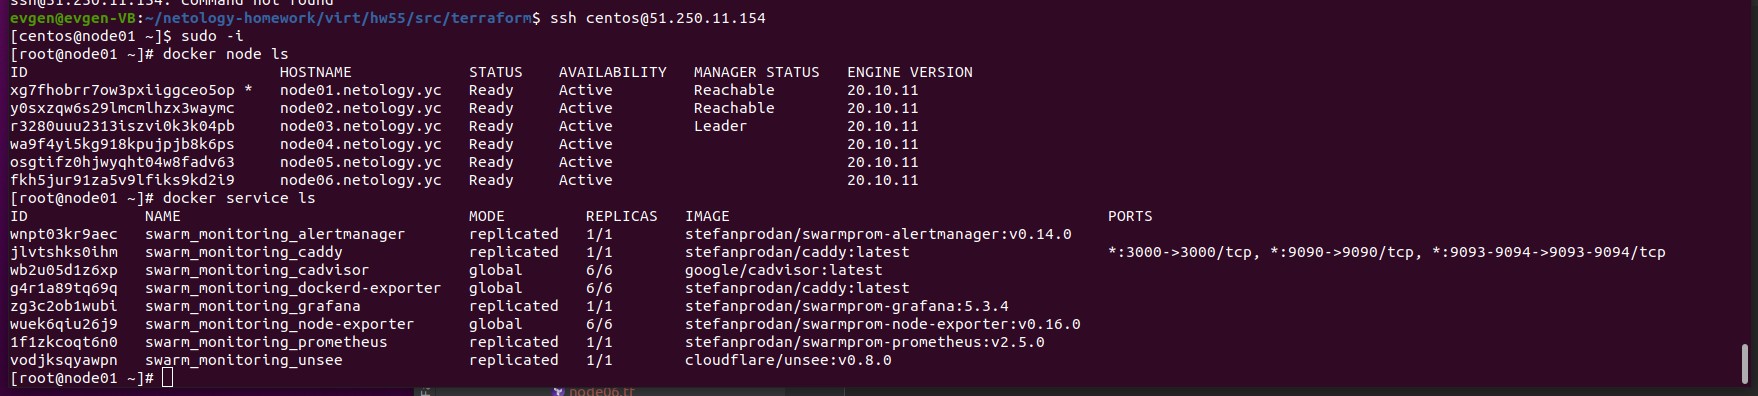 ssh@51.250.11.154: command not found
evgen@evgen-VB:~/netology-homework/virt/hw55/src/terraform$ ssh centos@51.250.11.154
[centos@node01 ~]$ sudo -i
[root@node01 ~]# docker node ls
ID HOSTNAME STATUS AVAILABILITY MANAGER STATUS ENGINE VERSION
xg7fhobrr7ow3pxiiggceo5op * node01.netology.yc Ready Active Reachable 20.10.11
y0sxzqw6s29lmcmlhzx3waymc node02.netology.yc Ready Active Reachable 20.10.11
r3280uuu2313iszvi0k3k04pb node03.netology.yc Ready Active Leader 20.10.11
wa9f4yi5kg918kpujpjb8k6ps node04.netology.yc Ready Active 20.10.11
osgtifz0hjwyqht04w8fadv63 node05.netology.yc Ready Active 20.10.11
fkh5jur91za5v9lfiks9kd2i9 node06.netology.yc Ready Active 20.10.11
[root@node01 ~]# docker service ls
ID NAME MODE REPLICAS IMAGE PORTS
wnpt03kr9aec swarm_monitoring_alertmanager replicated 1/1 stefanprodan/swarmprom-alertmanager:v0.14.0
jlvtshks0ihm swarm_monitoring_caddy replicated 1/1 stefanprodan/caddy:latest *:3000->3000/tcp, *:9090->9090/tcp, *:9093-9094->9093-9094/tcp
wb2u05d1z6xp swarm_monitoring_cadvisor global 6/6 google/cadvisor:latest
g4r1a89tq69q swarm_monitoring_dockerd-exporter global 6/6 stefanprodan/caddy:latest
zg3c2ob1wubi swarm_monitoring_grafana replicated 1/1 stefanprodan/swarmprom-grafana:5.3.4
wuek6qiu26j9 swarm_monitoring_node-exporter global 6/6 stefanprodan/swarmprom-node-exporter:v0.16.0
1f1zkcoqt6n0 swarm_monitoring_prometheus replicated 1/1 stefanprodan/swarmprom-prometheus:v2.5.0
vodjksqyawpn swarm_monitoring_unsee replicated 1/1 cloudflare/unsee:v0.8.0
[root@node01 ~]#
node06.tf